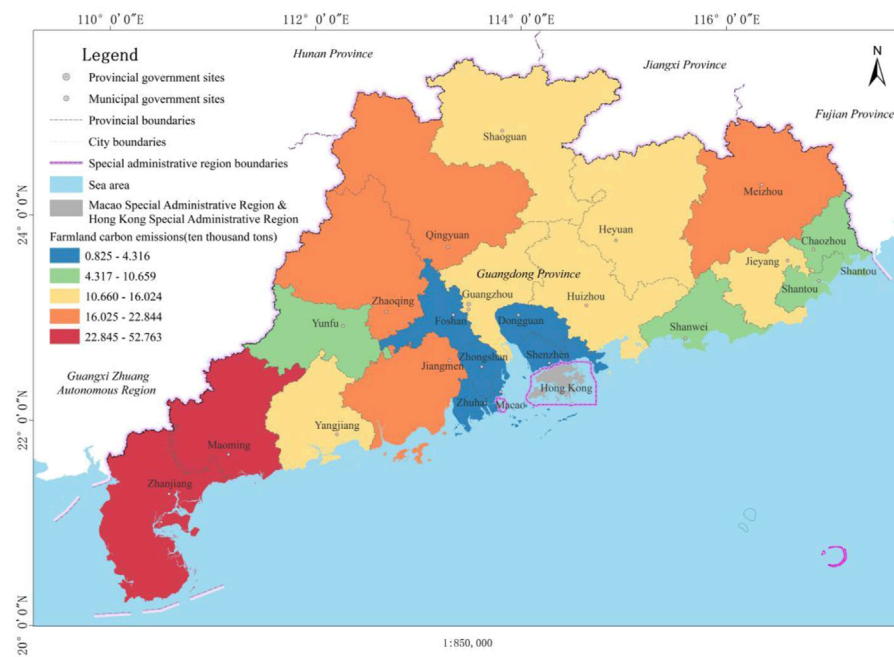 110° 0′0″E
112° 0′0″E
114° 0′0″E
116° 0′0″E
Legend
Provincial government sites
Municipal government sites
Provincial boundaries
City boundaries
Special administrative region boundaries
Sea area
Macao Special Administrative Region &
Hong Kong Special Administrative Region
Farmland carbon emissions(ten thousand tons)
0.825 - 4.316
4.317 - 10.659
10.660 - 16.024
16.025 - 22.844
22.845 - 52.763
Hunan Province
Jiangxi Province
N
Fujian Province
Shaoguan
Meizhou
24° 0′0″N
Qingyuan
Heyuan
Chaozhou
Jieyang
Shantou
Guangdong Province
Shantou
Zhaoqing
Guangzhou
Huizhou
Yunfu
Foshan
Dongguan
Shanwei
Zhongshan
Shenzhen
Jiangmen
Guangxi Zhuang
Autonomous Region
Hong Kong
Zhuhai
Macao
22° 0′0″N
Yangjiang
Maoming
Zhanjiang
20° 0′0″N
1:850,000